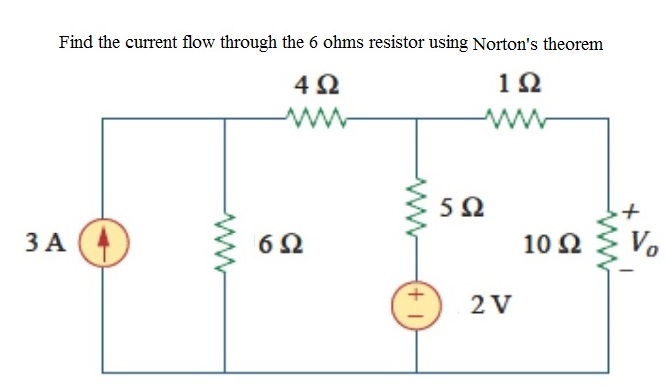 Find the current flow through the 6 ohms resistor using Norton's theorem
4 Ω
1 Ω
5 Ω
3 A
6 Ω
10 Ω
+
V₀
−
+
−
2 V